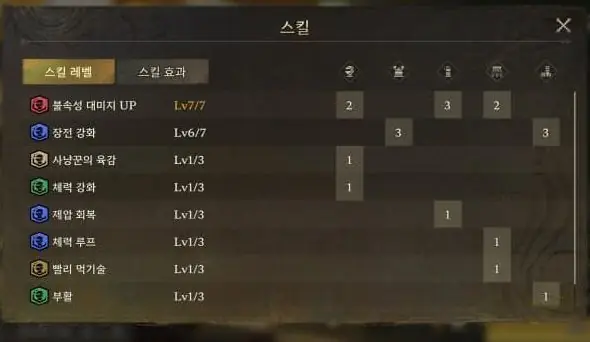 스킬
스킬 레벨 스킬 효과
불속성 대미지 UP Lv7/7 2 3 2
장전 강화 Lv6/7 3 3
사냥꾼의 육감 Lv1/3 1
체력 강화 Lv1/3 1
제압 회복 Lv1/3 1
체력 루프 Lv1/3 1
빨리 먹기술 Lv1/3 1
부활 Lv1/3 1